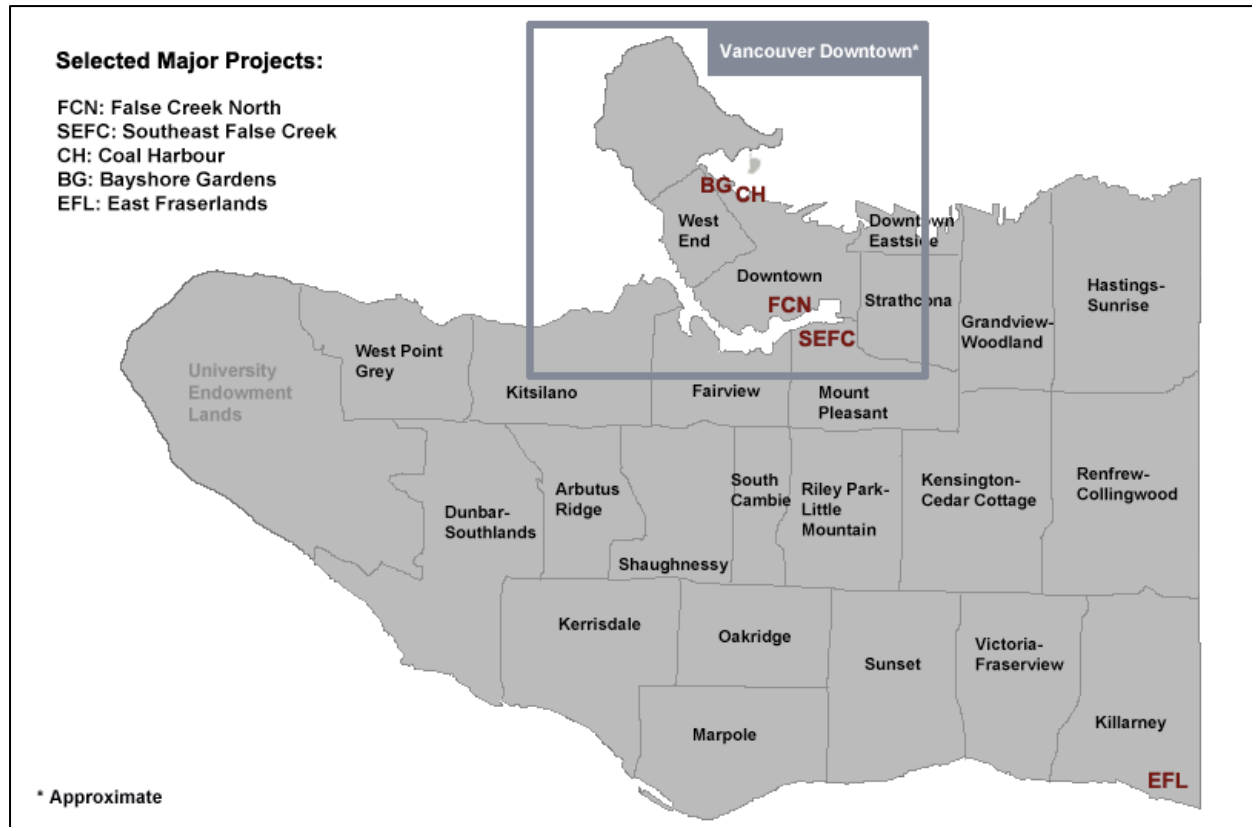 Selected Major Projects:
FCN: False Creek North
SEFC: Southeast False Creek
CH: Coal Harbour
BG: Bayshore Gardens
EFL: East Fraserlands
Vancouver Downtown*
BG
CH
West
End
Downtown
Eastside
Downtown
FCN
Strathcona
SEFC
Hastings-
Sunrise
Grandview-
Woodland
University
Endowment
Lands
West Point
Grey
Kitsilano
Fairview
Mount
Pleasant
Dunbar-
Southlands
Arbutus
Ridge
Shaughnessy
South
Cambie
Riley Park-
Little
Mountain
Kensington-
Cedar Cottage
Renfrew-
Collingwood
Kerrisdale
Oakridge
Sunset
Victoria-
Fraserview
Marpole
Killarney
EFL
* Approximate